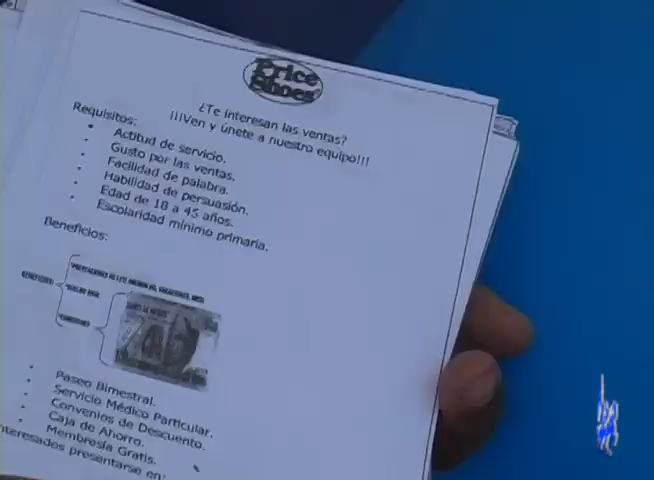 Price
Shoes
¿Te interesan las ventas?
!!!Ven y únete a nuestro equipo!!!
Requisitos:
Actitud de servicio.
Gusto por las ventas.
Facilidad de palabra.
Habilidad de persuasión.
Edad de 18 a 45 años.
Escolaridad mínimo primaria.
Beneficios:
Paseo Bimestral.
Servicio Médico Particular.
Convenios de Descuento.
Caja de Ahorro.
Membresía Gratis.
nteresados presentarse en: